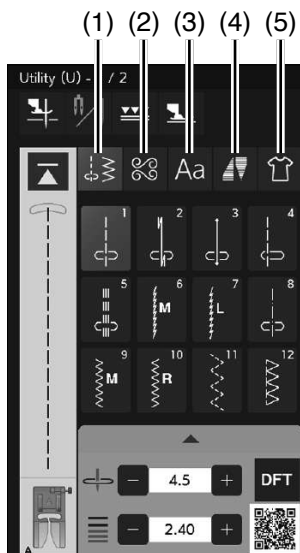 (1) (2) (3) (4) (5)
Utility (U) - / 2
Aa
1 2 3 4
5 6 7 8
M L
9 10 11 12
M R
4.5 DFT
2.40
A